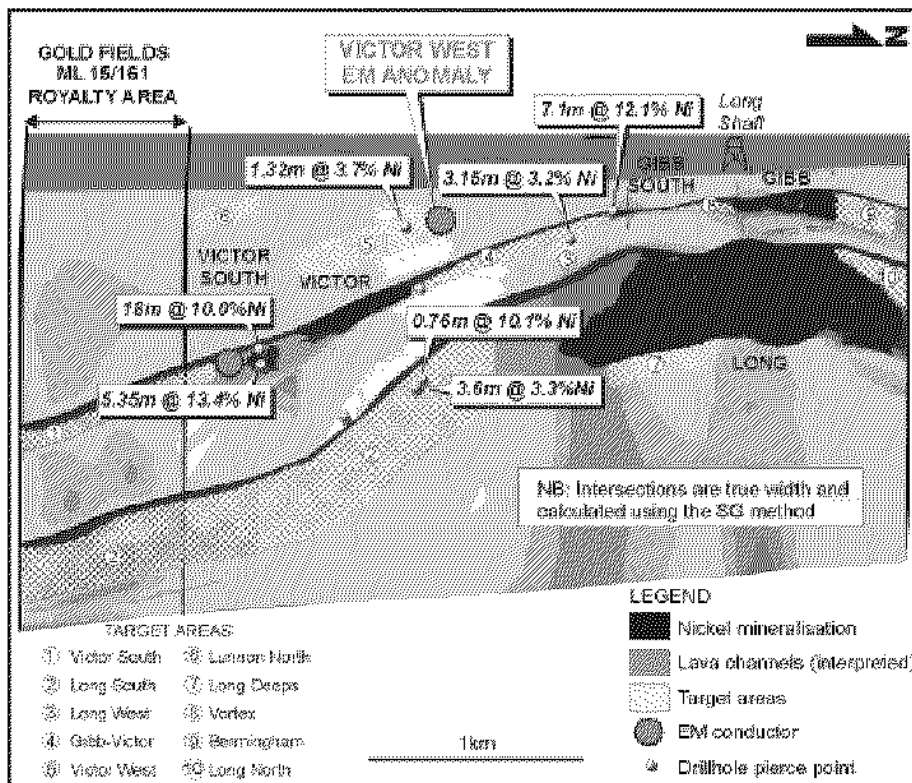 GOLD FIELDS
ML 15/161
ROYALTY AREA
VICTOR WEST
EM ANOMALY
7.1m @ 12.1% Ni
Long
Shaft
Z
1.32m @ 3.7% Ni
3.15m @ 3.2% Ni
GIBB
SOUTH
GIBB
VICTOR
SOUTH
VICTOR
18m @ 10.0%Ni
0.76m @ 10.1% Ni
5.35m @ 13.4% Ni
3.6m @ 3.3%Ni
LONG
NB: Intersections are true width and
calculated using the SG method
LEGEND
Nickel mineralisation
Lava channels (interpreted)
Target areas
EM conductor
Drillhole pierce point
1km
TARGET AREAS
① Victor South
② Long South
③ Long West
④ Gibb-Victor
⑤ Victor West
⑥ Lunnon North
⑦ Long Deeps
⑧ Vortex
⑨ Bermingham
⑩ Long North